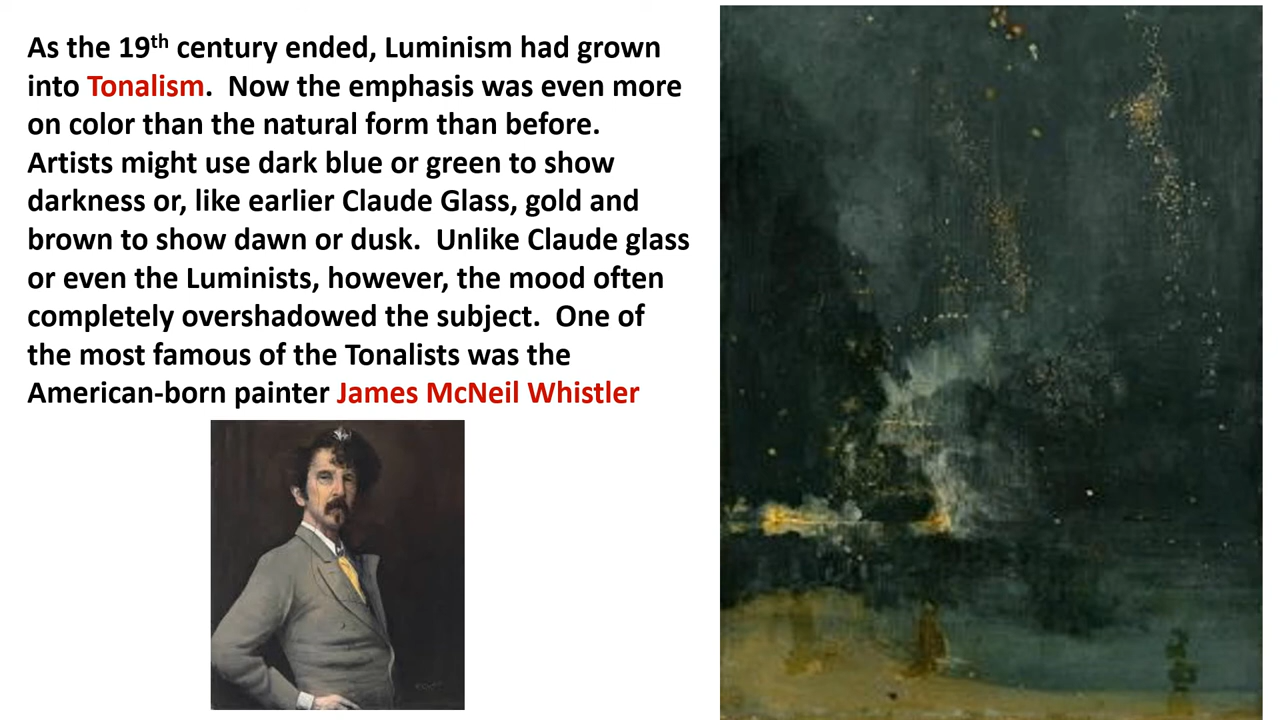 As the 19th century ended, Luminism had grown
into Tonalism. Now the emphasis was even more
on color than the natural form than before.
Artists might use dark blue or green to show
darkness or, like earlier Claude Glass, gold and
brown to show dawn or dusk. Unlike Claude glass
or even the Luminists, however, the mood often
completely overshadowed the subject. One of
the most famous of the Tonalists was the
American-born painter James McNeil Whistler